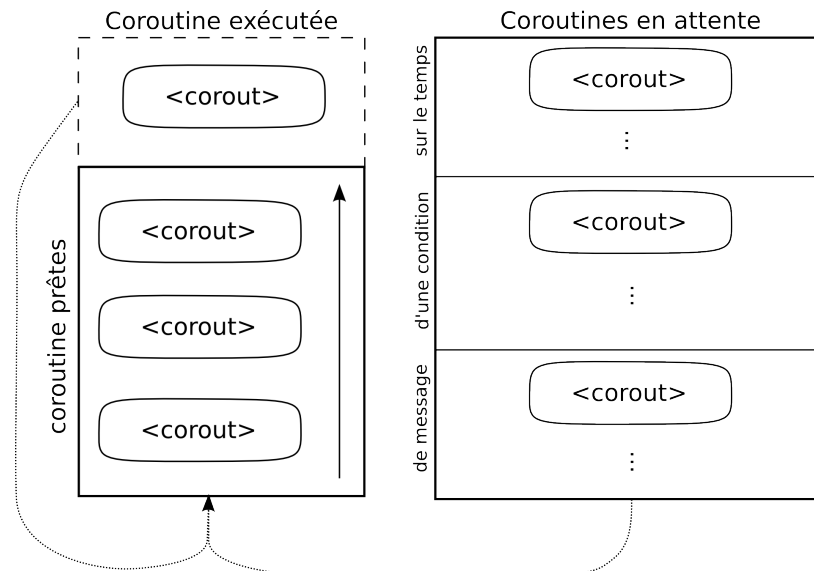 Coroutine exécutée
<corout>
coroutine prêtes
<corout>
<corout>
<corout>
Coroutines en attente
sur le temps
<corout>
...
d'une condition
<corout>
...
de message
<corout>
...